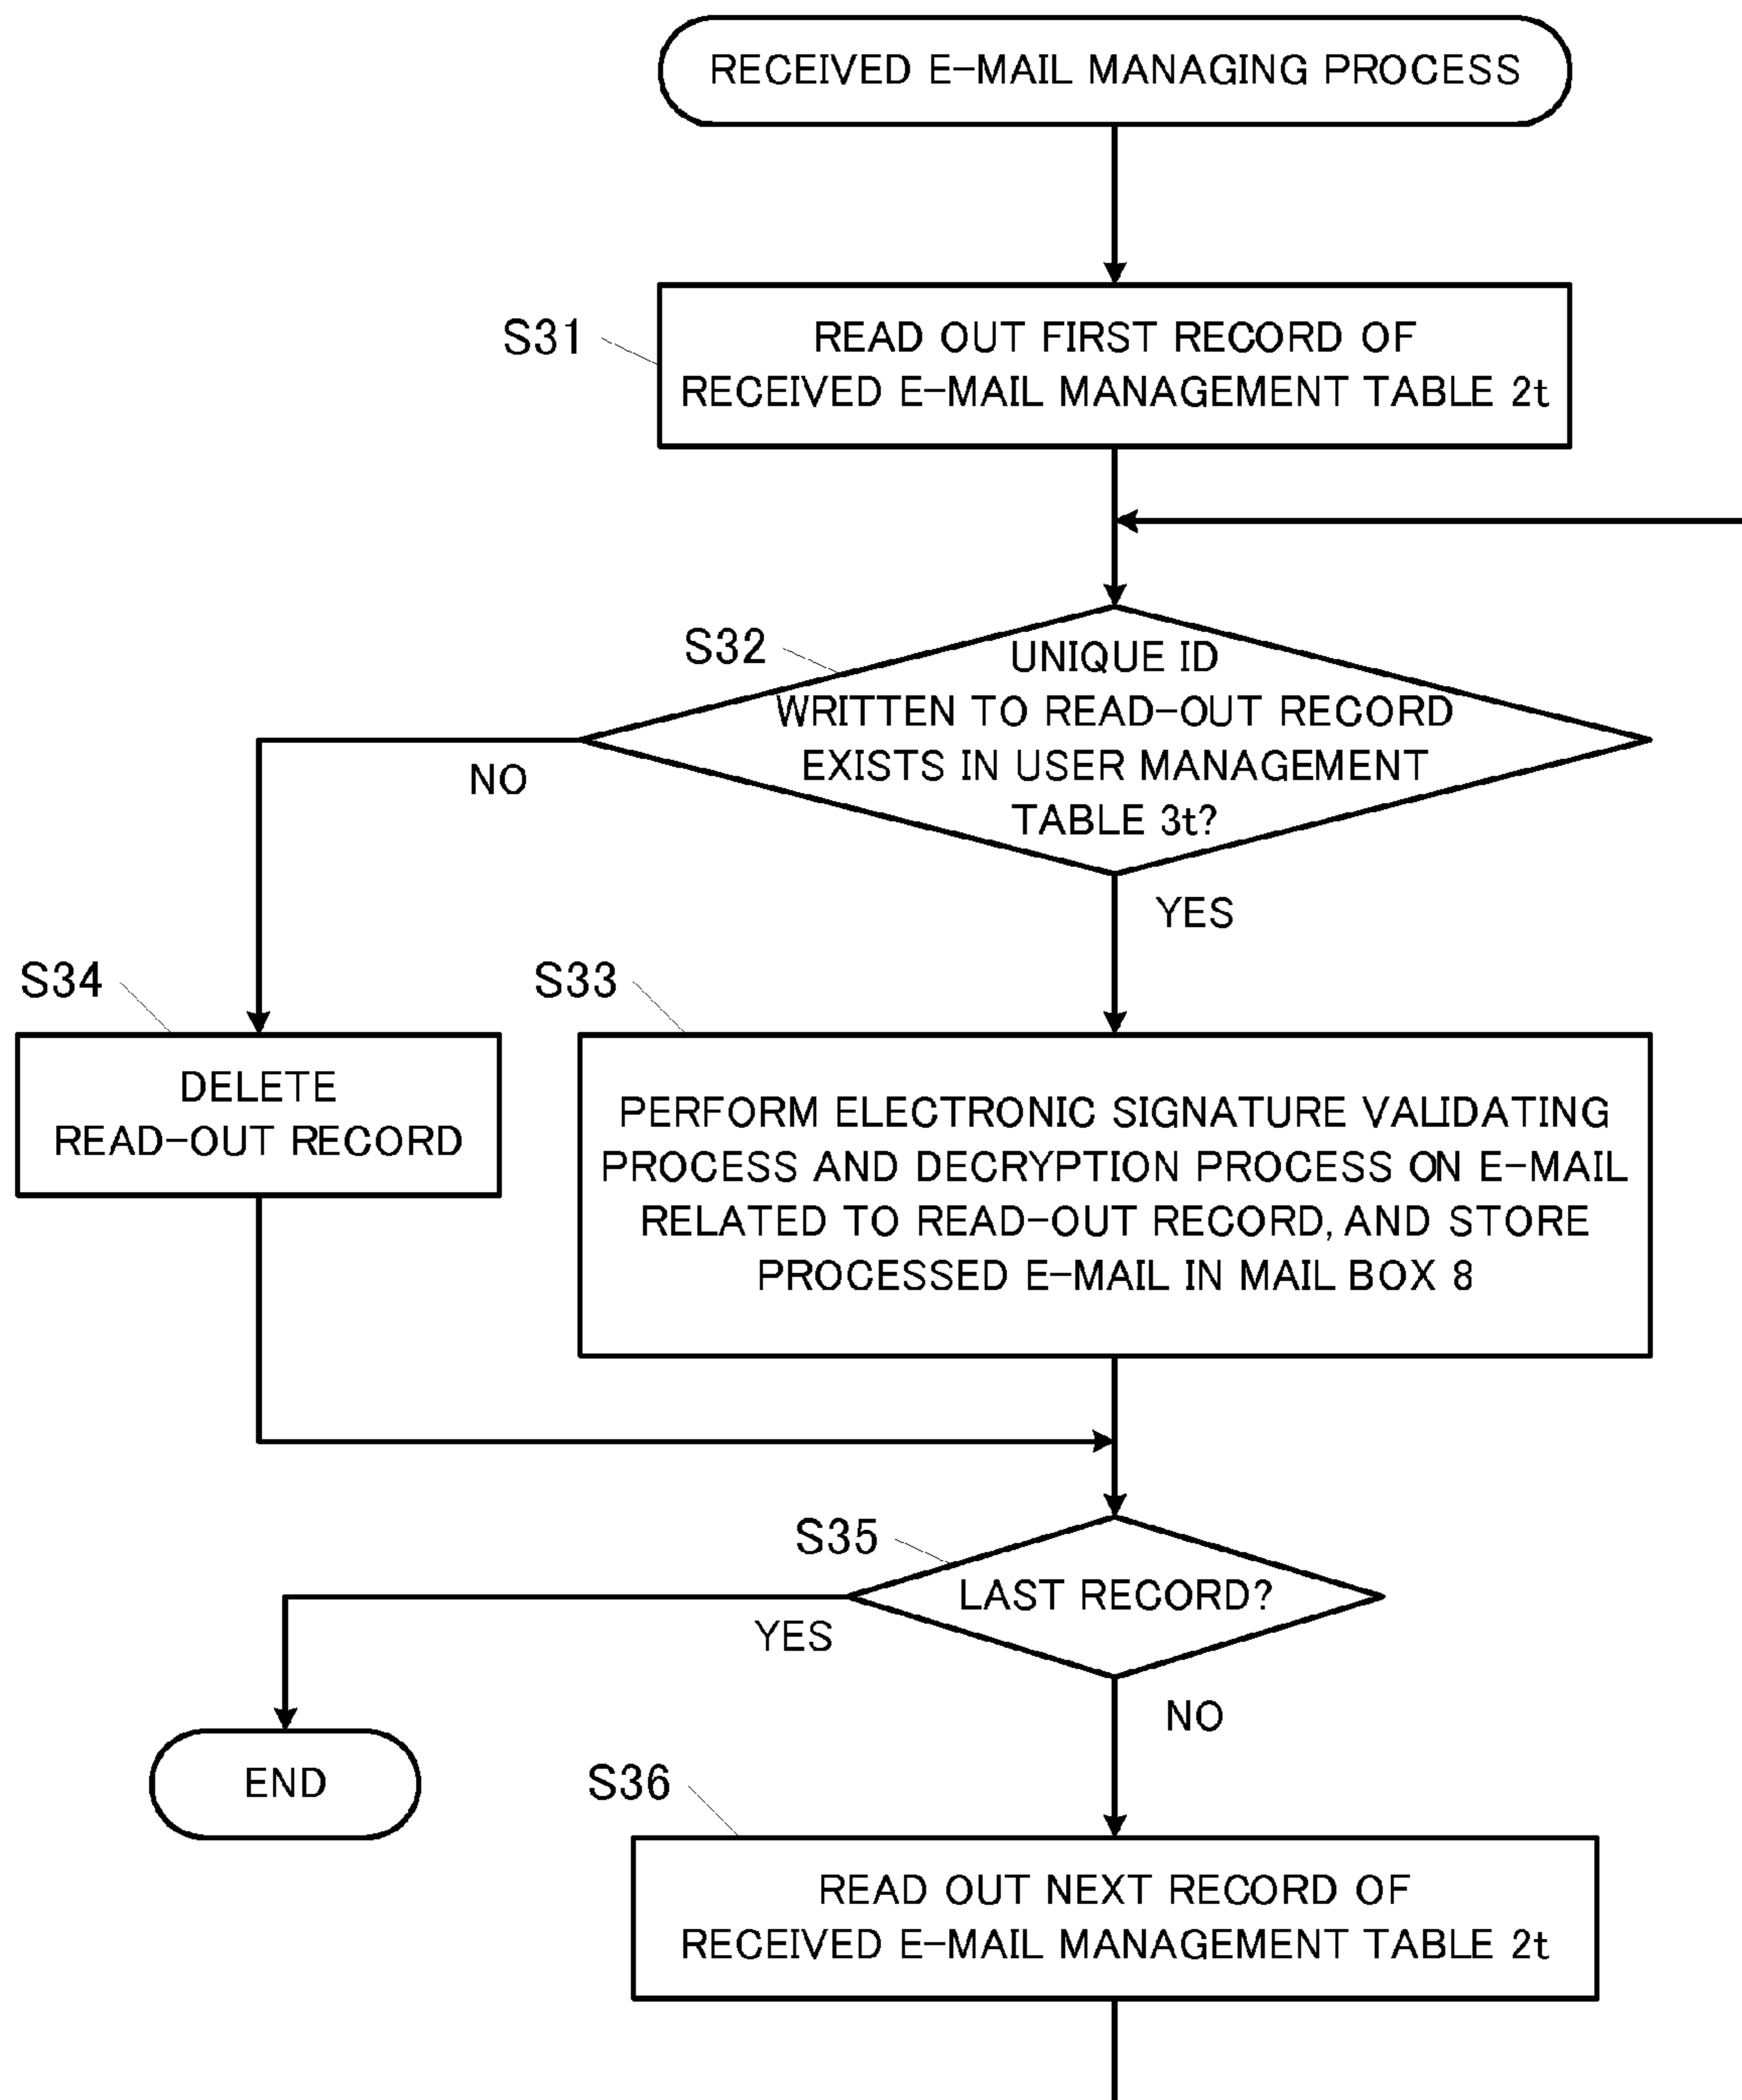 RECEIVED E-MAIL MANAGING PROCESS
S31
READ OUT FIRST RECORD OF
RECEIVED E-MAIL MANAGEMENT TABLE 2t
S32
UNIQUE ID
WRITTEN TO READ-OUT RECORD
EXISTS IN USER MANAGEMENT
TABLE 3t?
NO
YES
S34
DELETE
READ-OUT RECORD
S33
PERFORM ELECTRONIC SIGNATURE VALIDATING
PROCESS AND DECRYPTION PROCESS ON E-MAIL
RELATED TO READ-OUT RECORD, AND STORE
PROCESSED E-MAIL IN MAIL BOX 8
S35
LAST RECORD?
YES
NO
END
S36
READ OUT NEXT RECORD OF
RECEIVED E-MAIL MANAGEMENT TABLE 2t